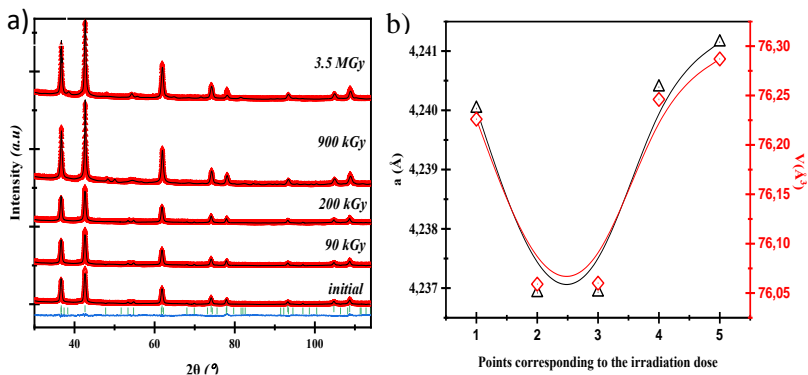 a)
3.5 MGy
900 kGy
200 kGy
90 kGy
initial
Intensity (a.u)
40
60
80
100
2θ (º)
b)
4,241
4,240
4,239
4,238
4,237
a (Å)
76,30
76,25
76,20
76,15
76,10
76,05
V(Å³)
1 2 3 4 5
Points corresponding to the irradiation dose